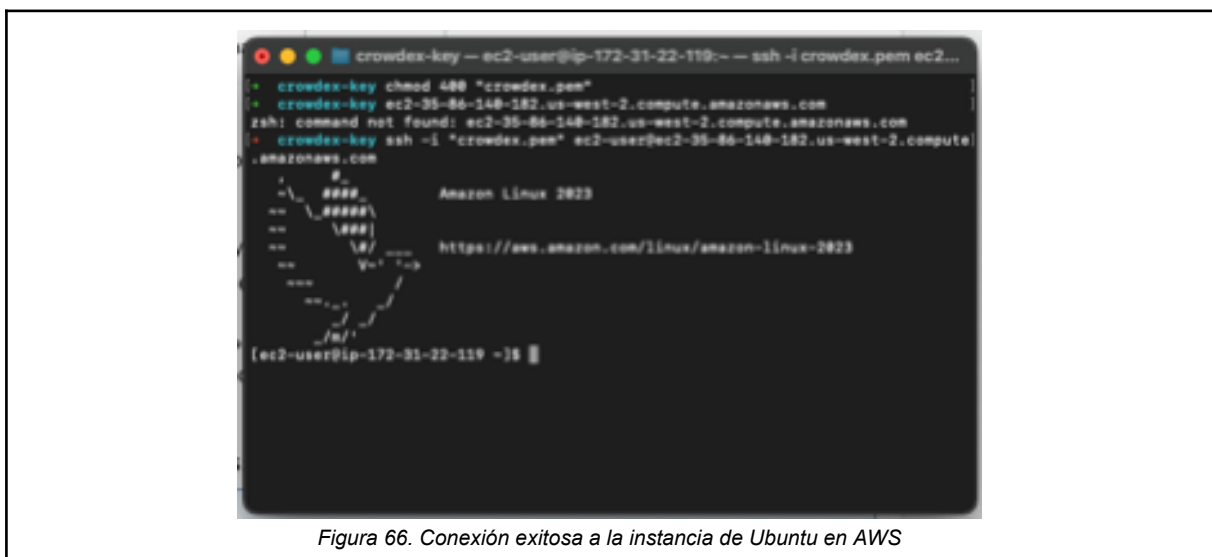 crowdex-key — ec2-user@ip-172-31-22-119:~ — ssh -i crowdex.pem ec2...
crowdex-key chmod 400 "crowdex.pem"
crowdex-key ec2-35-86-140-182.us-west-2.compute.amazonaws.com
zsh: command not found: ec2-35-86-140-182.us-west-2.compute.amazonaws.com
crowdex-key ssh -i "crowdex.pem" ec2-user@ec2-35-86-140-182.us-west-2.compute
.amazonaws.com
   ,     #_
   ~\_  ####_        Amazon Linux 2023
  ~~  \_#####\
  ~~     \###|
  ~~       \#/ ___   https://aws.amazon.com/linux/amazon-linux-2023
   ~~       V~' '->
    ~~~         /
      ~~._.   _/
         _/ _/
       _/m/'
[ec2-user@ip-172-31-22-119 ~]$
Figura 66. Conexión exitosa a la instancia de Ubuntu en AWS